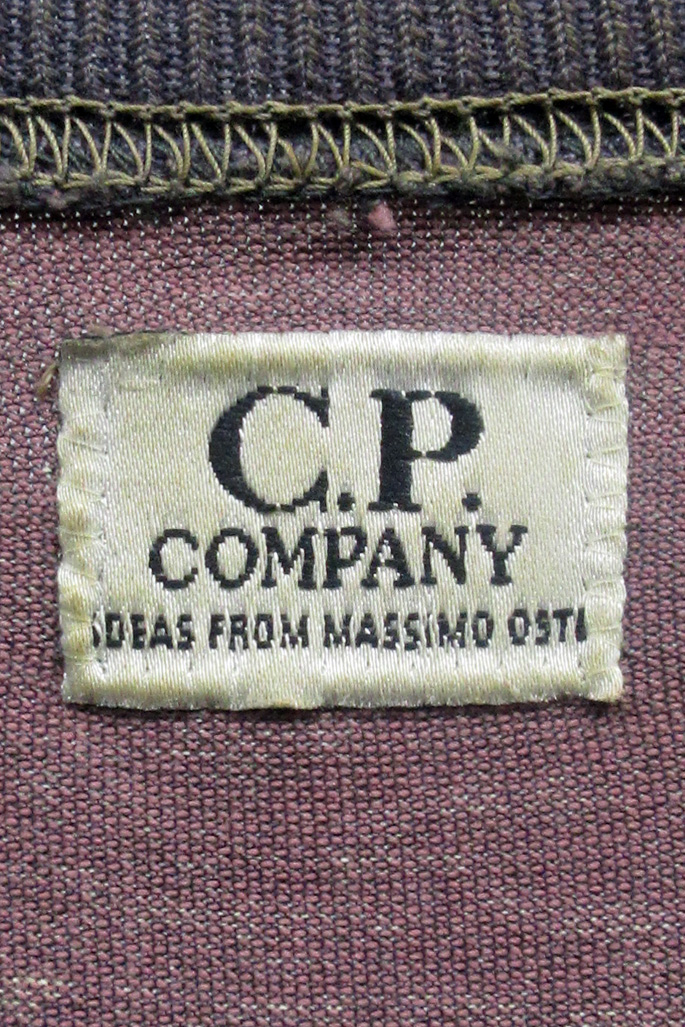 C.P.
COMPANY
IDEAS FROM MASSIMO OSTI